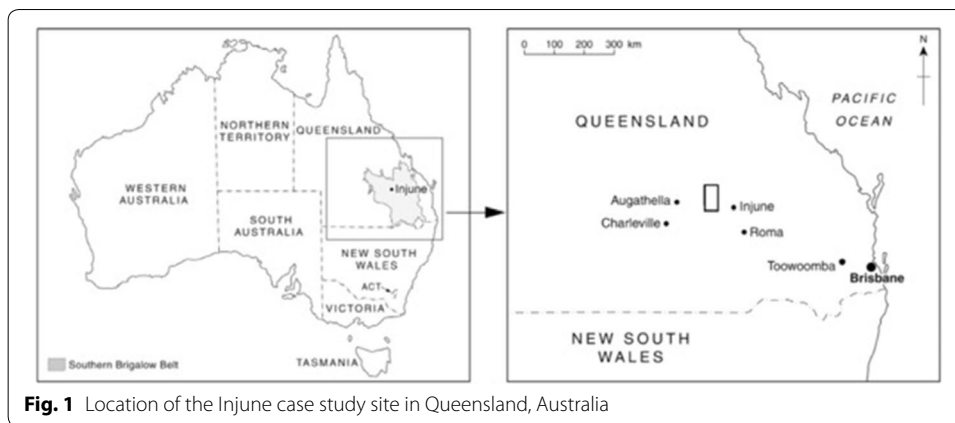 NORTHERN
TERRITORY
QUEENSLAND
Injune
WESTERN
AUSTRALIA
SOUTH
AUSTRALIA
NEW SOUTH
WALES
ACT
VICTORIA
TASMANIA
Southern Brigalow Belt
0 100 200 300 km
N
PACIFIC
OCEAN
QUEENSLAND
Augathella
Injune
Charleville
Roma
Toowoomba
Brisbane
NEW SOUTH
WALES
Fig. 1 Location of the Injune case study site in Queensland, Australia